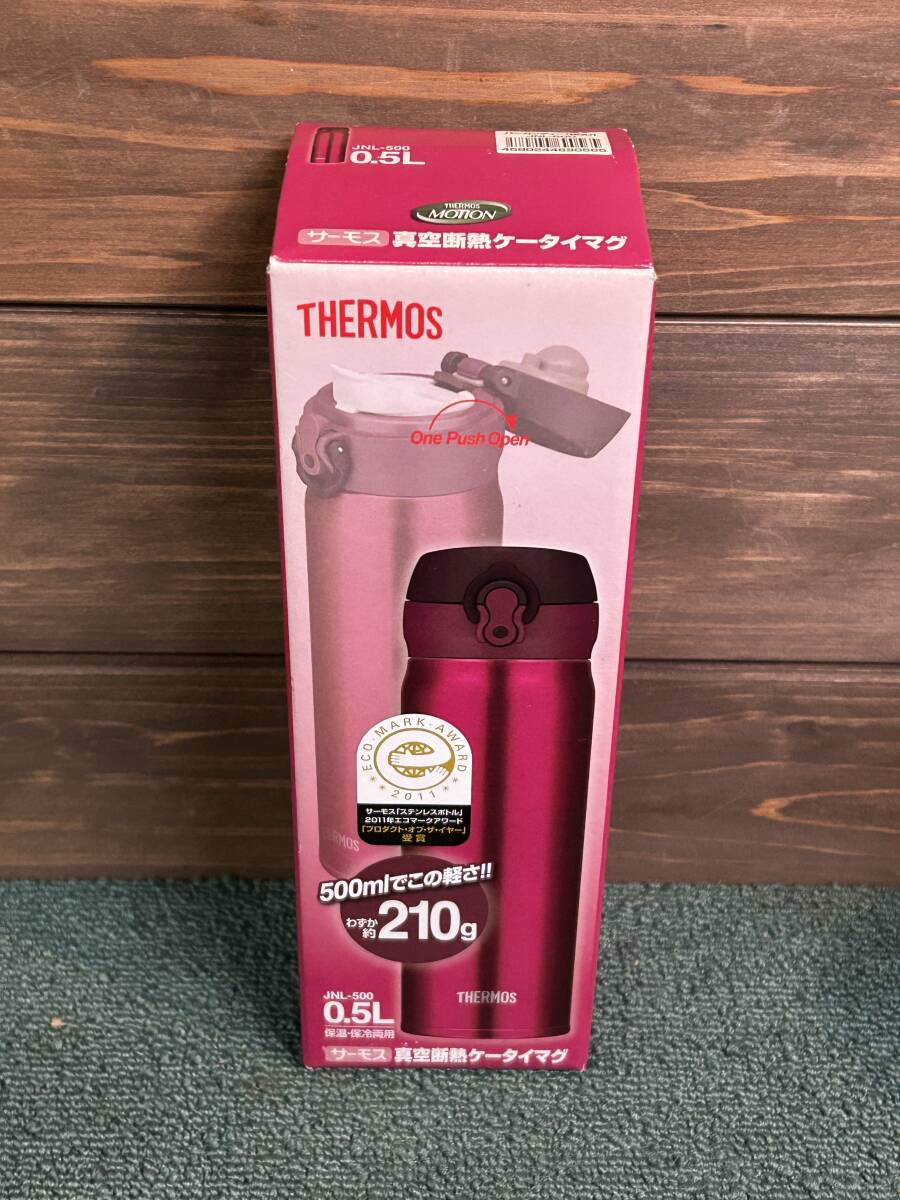 JNL-500
0.5L
4580244680565
THERMOS
MOTION
サーモス 真空断熱ケータイマグ
THERMOS
One Push Open
ECO·MARK·AWARD
2011
サーモス「ステンレスボトル」
2011年エコマークアワード
「プロダクト・オブ・ザ・イヤー」
受賞
THERMOS
500mlでこの軽さ!!
わずか
約210g
THERMOS
JNL-500
0.5L
保温・保冷両用
サーモス 真空断熱ケータイマグ